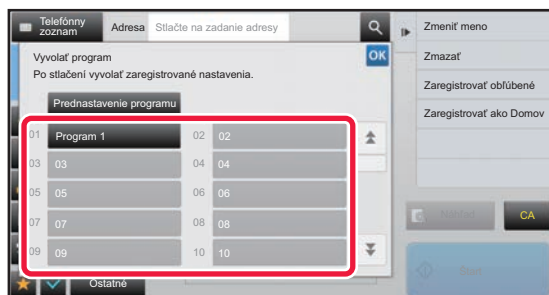 Telefónny zoznam
Adresa
Stlačte na zadanie adresy
Zmeniť meno
Vyvolať program
OK
Po stlačení vyvolať zaregistrované nastavenia.
Zmazať
Zaregistrovať obľúbené
Prednastavenie programu
Zaregistrovať ako Domov
01 Program 1
02 02
03 03
04 04
05 05
06 06
07 07
08 08
Náhľad
CA
09 09
10 10
Štart
Ostatné